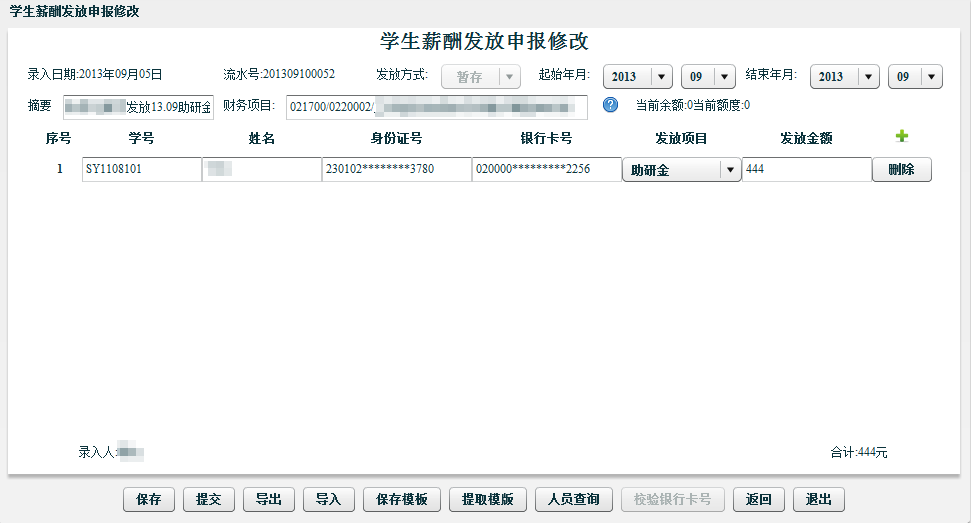 学生薪酬发放申报修改
学生薪酬发放申报修改
录入日期:2013年09月05日 流水号:201309100052 发放方式: 暂存 起始年月: 2013 09 结束年月: 2013 09
摘要 发放13.09助研金 财务项目: 021700/0220002/ 当前余额:0当前额度:0
序号 学号 姓名 身份证号 银行卡号 发放项目 发放金额
1 SY1108101 230102********3780 020000*********2256 助研金 444 删除
录入人: 合计:444元
保存 提交 导出 导入 保存模板 提取模版 人员查询 校验银行卡号 返回 退出